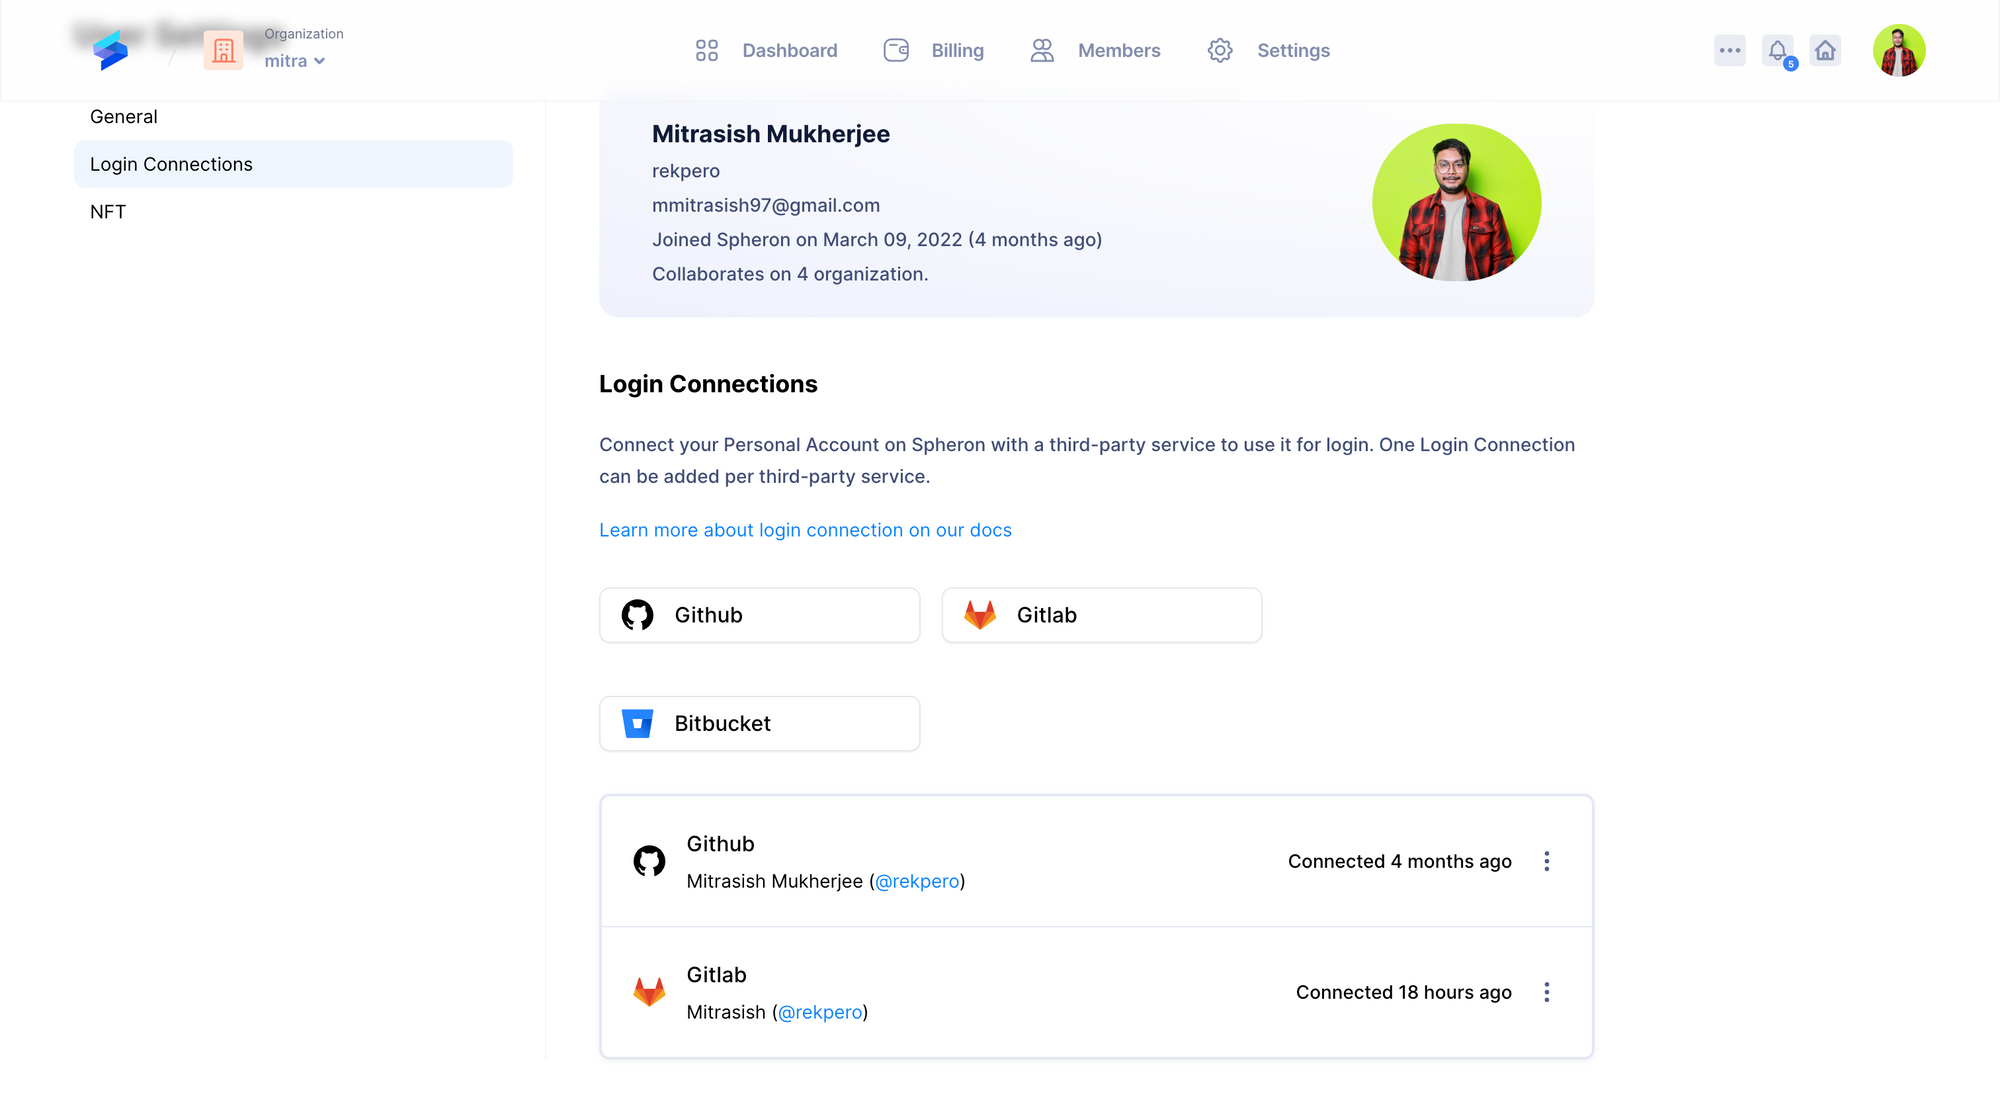 User Settings
Organization
mitra
Dashboard
Billing
Members
Settings
5
General
Login Connections
NFT
Mitrasish Mukherjee
rekpero
mmitrasish97@gmail.com
Joined Spheron on March 09, 2022 (4 months ago)
Collaborates on 4 organization.
Login Connections
Connect your Personal Account on Spheron with a third-party service to use it for login. One Login Connection
can be added per third-party service.
Learn more about login connection on our docs
Github
Gitlab
Bitbucket
Github
Mitrasish Mukherjee (@rekpero)
Connected 4 months ago
Gitlab
Mitrasish (@rekpero)
Connected 18 hours ago